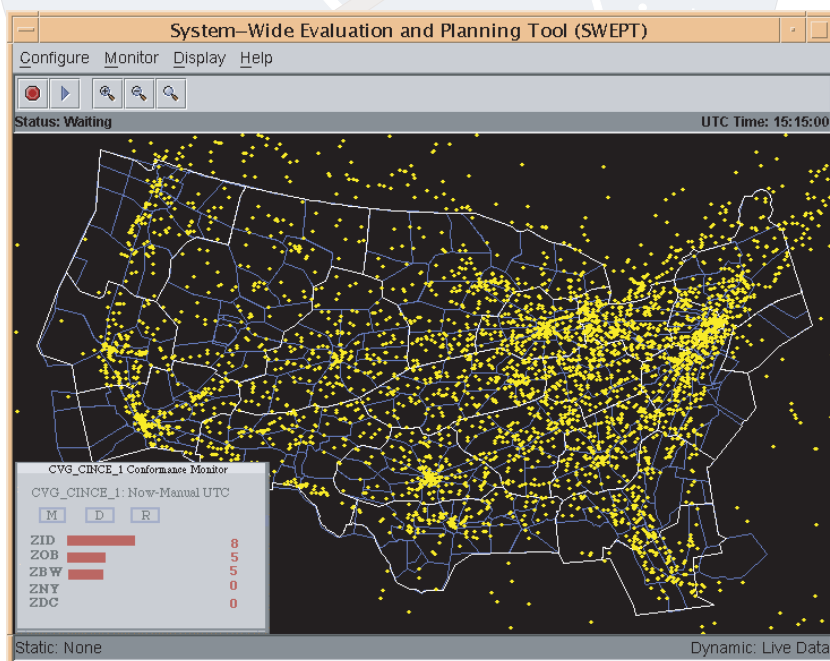 System-Wide Evaluation and Planning Tool (SWEPT)
Configure Monitor Display Help
Status: Waiting UTC Time: 15:15:00
CVG_CINCE_1 Conformance Monitor
CVG_CINCE_1: Now-Manual UTC
M D R
ZID 8
ZOB 5
ZBW 5
ZNY 0
ZDC 0
Static: None Dynamic: Live Data